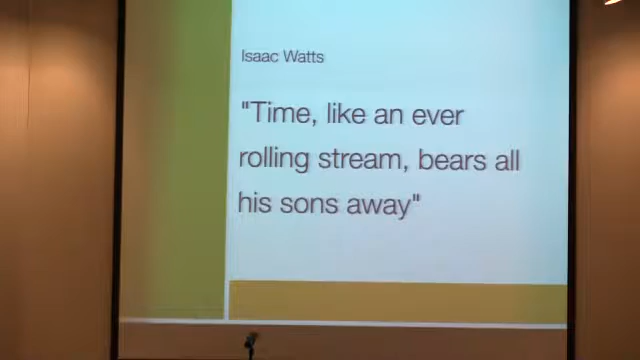 Isaac Watts
"Time, like an ever
rolling stream, bears all
his sons away"